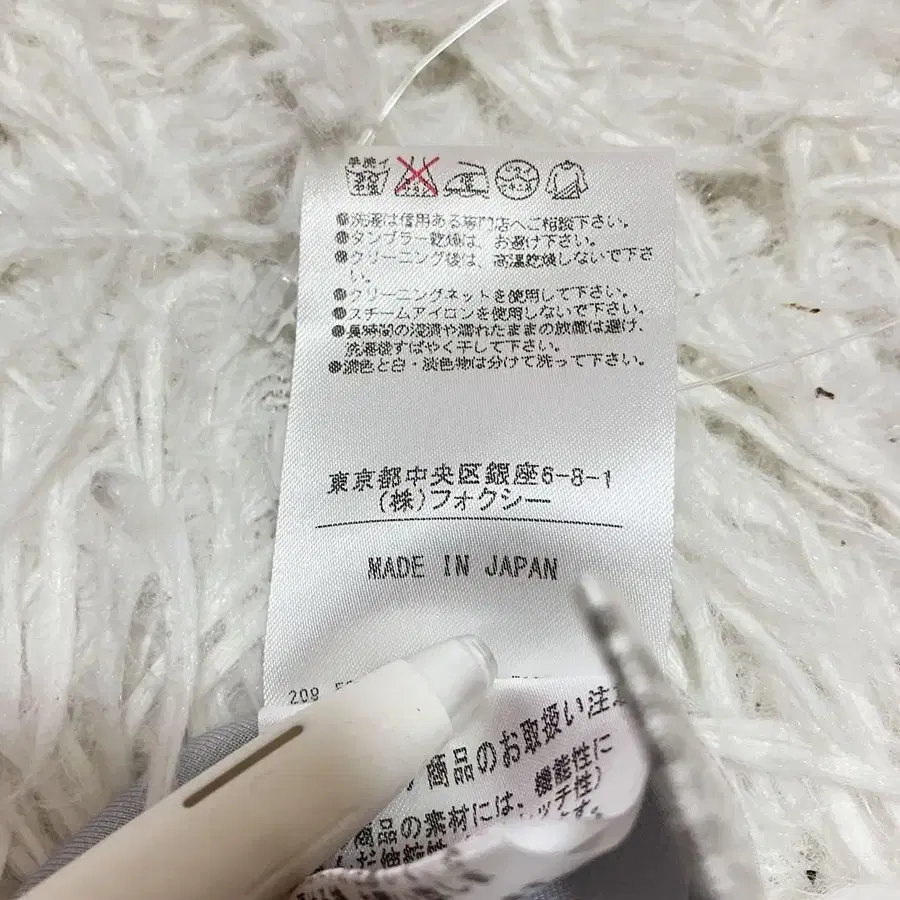 手洗イ
●洗濯は信用ある専門店へご相談下さい。
●タンブラー乾燥は、お避け下さい。
●クリーニング後は、高温乾燥しないで下さ
い。
●クリーニングネットを使用して下さい。
●スチームアイロンを使用しないで下さい。
●長時間の浸漬や濡れたままの放置は避け、
洗濯後すばやく干して下さい。
●濃色と白・淡色物は分けて洗って下さい。
東京都中央区銀座6-8-1
(株)フォクシー
MADE IN JAPAN
209
商品のお取扱い注
商品の素材には、機能性に
ッチ性)
です。